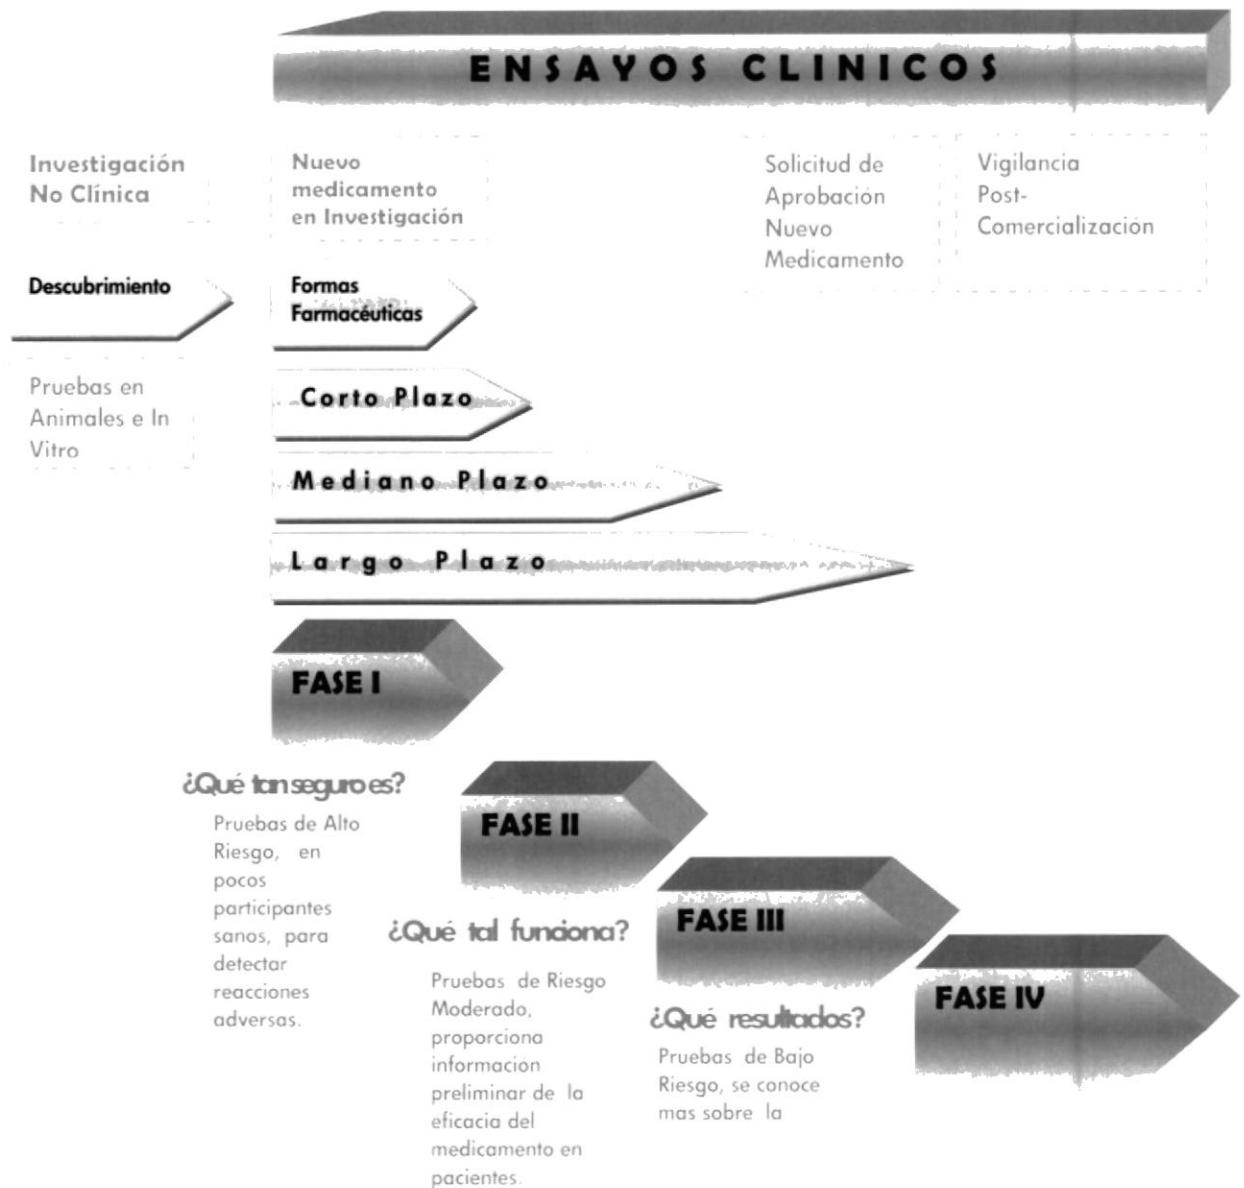 ENSAYOS CLINICOS
Investigación
No Clínica
Nuevo
medicamento
en Investigación
Solicitud de
Aprobación
Nuevo
Medicamento
Vigilancia
Post-
Comercialización
Descubrimiento
Formas
Farmacéuticas
Pruebas en
Animales e In
Vitro
Corto Plazo
Mediano Plazo
Largo Plazo
FASE I
¿Qué tan seguro es?
Pruebas de Alto
Riesgo, en
pocos
participantes
sanos, para
detectar
reacciones
adversas.
FASE II
¿Qué tal funciona?
Pruebas de Riesgo
Moderado,
proporciona
información
preliminar de la
eficacia del
medicamento en
pacientes.
FASE III
¿Qué resultados?
Pruebas de Bajo
Riesgo, se conoce
mas sobre la
FASE IV